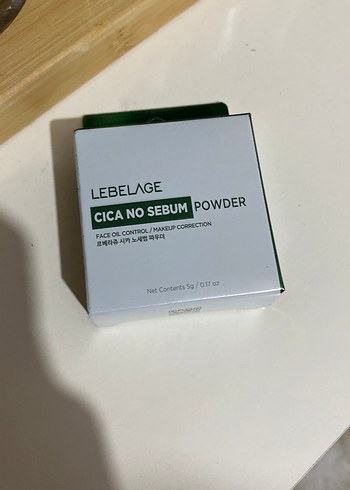 LEBELAGE
CICA NO SEBUM POWDER
FACE OIL CONTROL / MAKEUP CORRECTION
르베라쥬 시카 노세범 파우더
Net Contents 5g / 0.17 oz